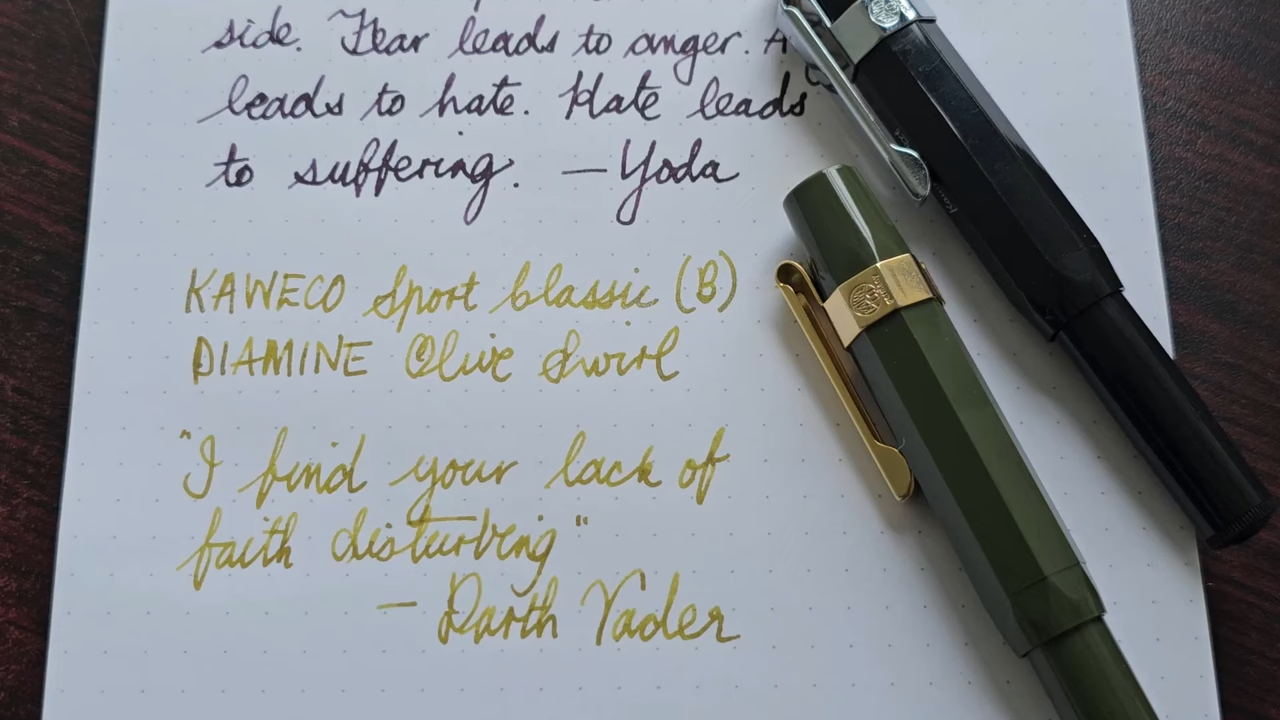 side. Fear leads to anger. A
leads to hate. Hate leads
to suffering. — Yoda
KAWECO Sport Classic (B)
DIAMINE Olive Swirl
"I find your lack of
faith disturbing"
— Darth Vader